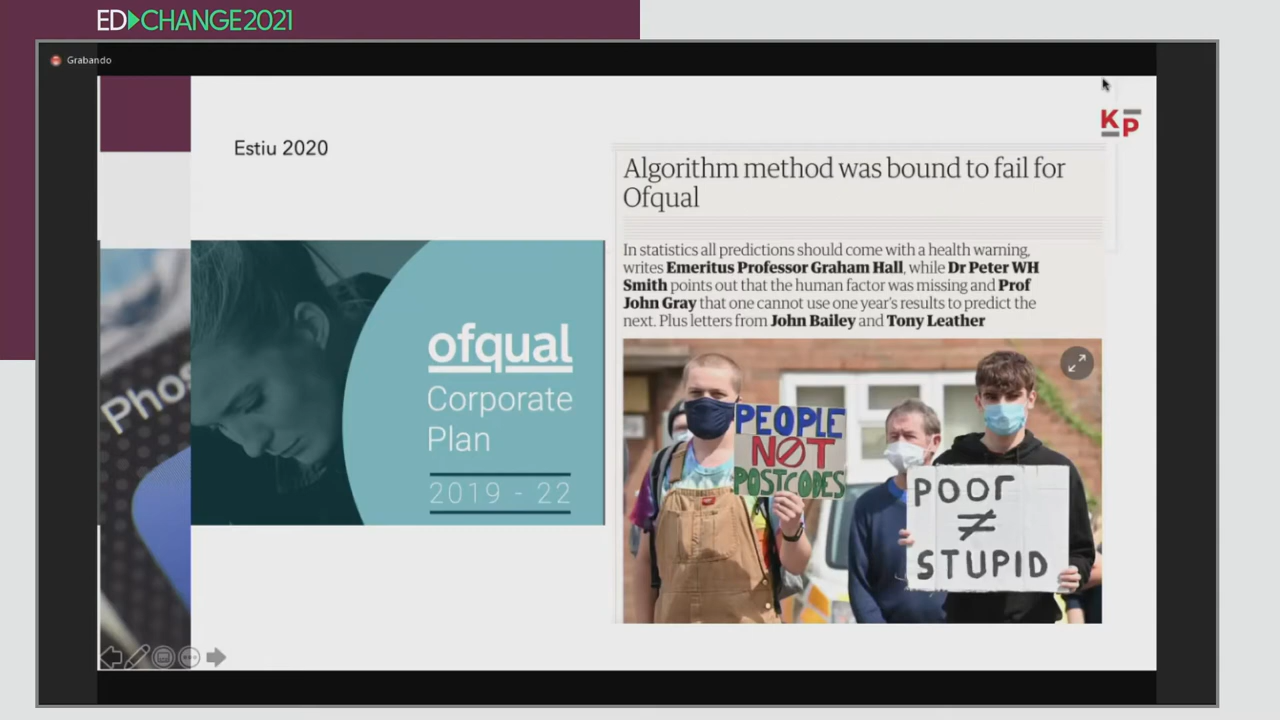 ED▶CHANGE2021
Grabando
KP
Estiu 2020
Algorithm method was bound to fail for
Ofqual
In statistics all predictions should come with a health warning,
writes Emeritus Professor Graham Hall, while Dr Peter WH
Smith points out that the human factor was missing and Prof
John Gray that one cannot use one year's results to predict the
next. Plus letters from John Bailey and Tony Leather
ofqual
Corporate
Plan
2019 - 22
Pho
PEOPLE
NOT
POSTCODES
POOr
≠
STUPID